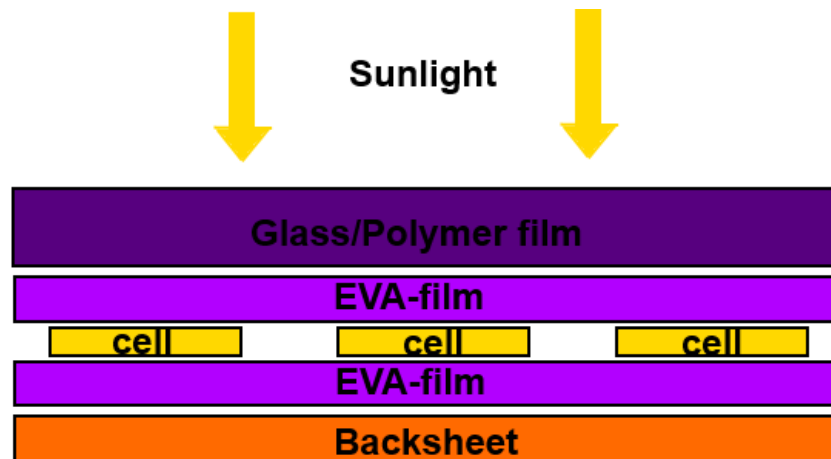 Sunlight
Glass/Polymer film
EVA-film
cell cell cell
EVA-film
Backsheet